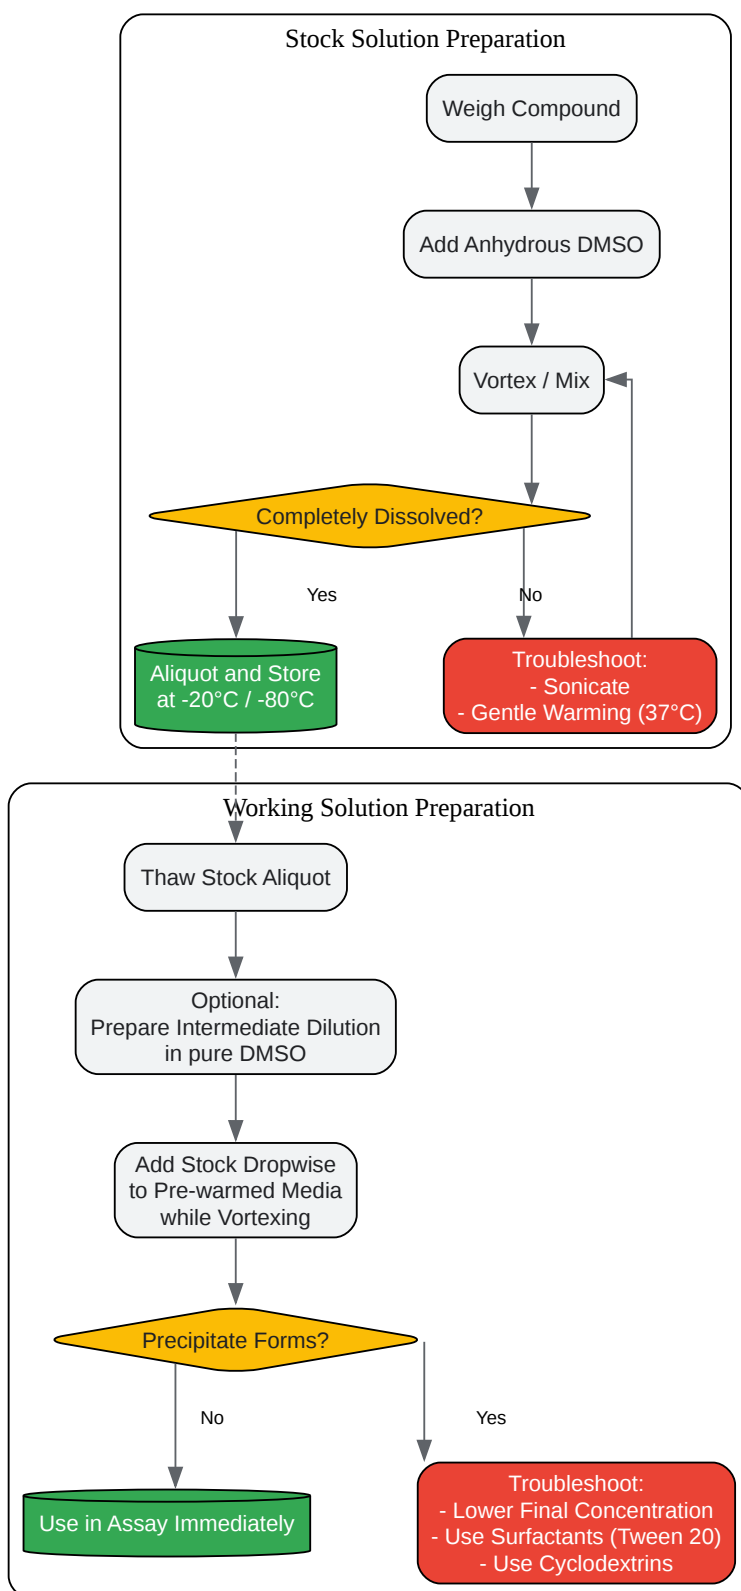 Stock Solution Preparation
Weigh Compound
Add Anhydrous DMSO
Vortex / Mix
Completely Dissolved?
Yes
No
Aliquot and Store
at -20°C / -80°C
Troubleshoot:
- Sonicate
- Gentle Warming (37°C)
Working Solution Preparation
Thaw Stock Aliquot
Optional:
Prepare Intermediate Dilution
in pure DMSO
Add Stock Dropwise
to Pre-warmed Media
while Vortexing
Precipitate Forms?
No
Yes
Use in Assay Immediately
Troubleshoot:
- Lower Final Concentration
- Use Surfactants (Tween 20)
- Use Cyclodextrins